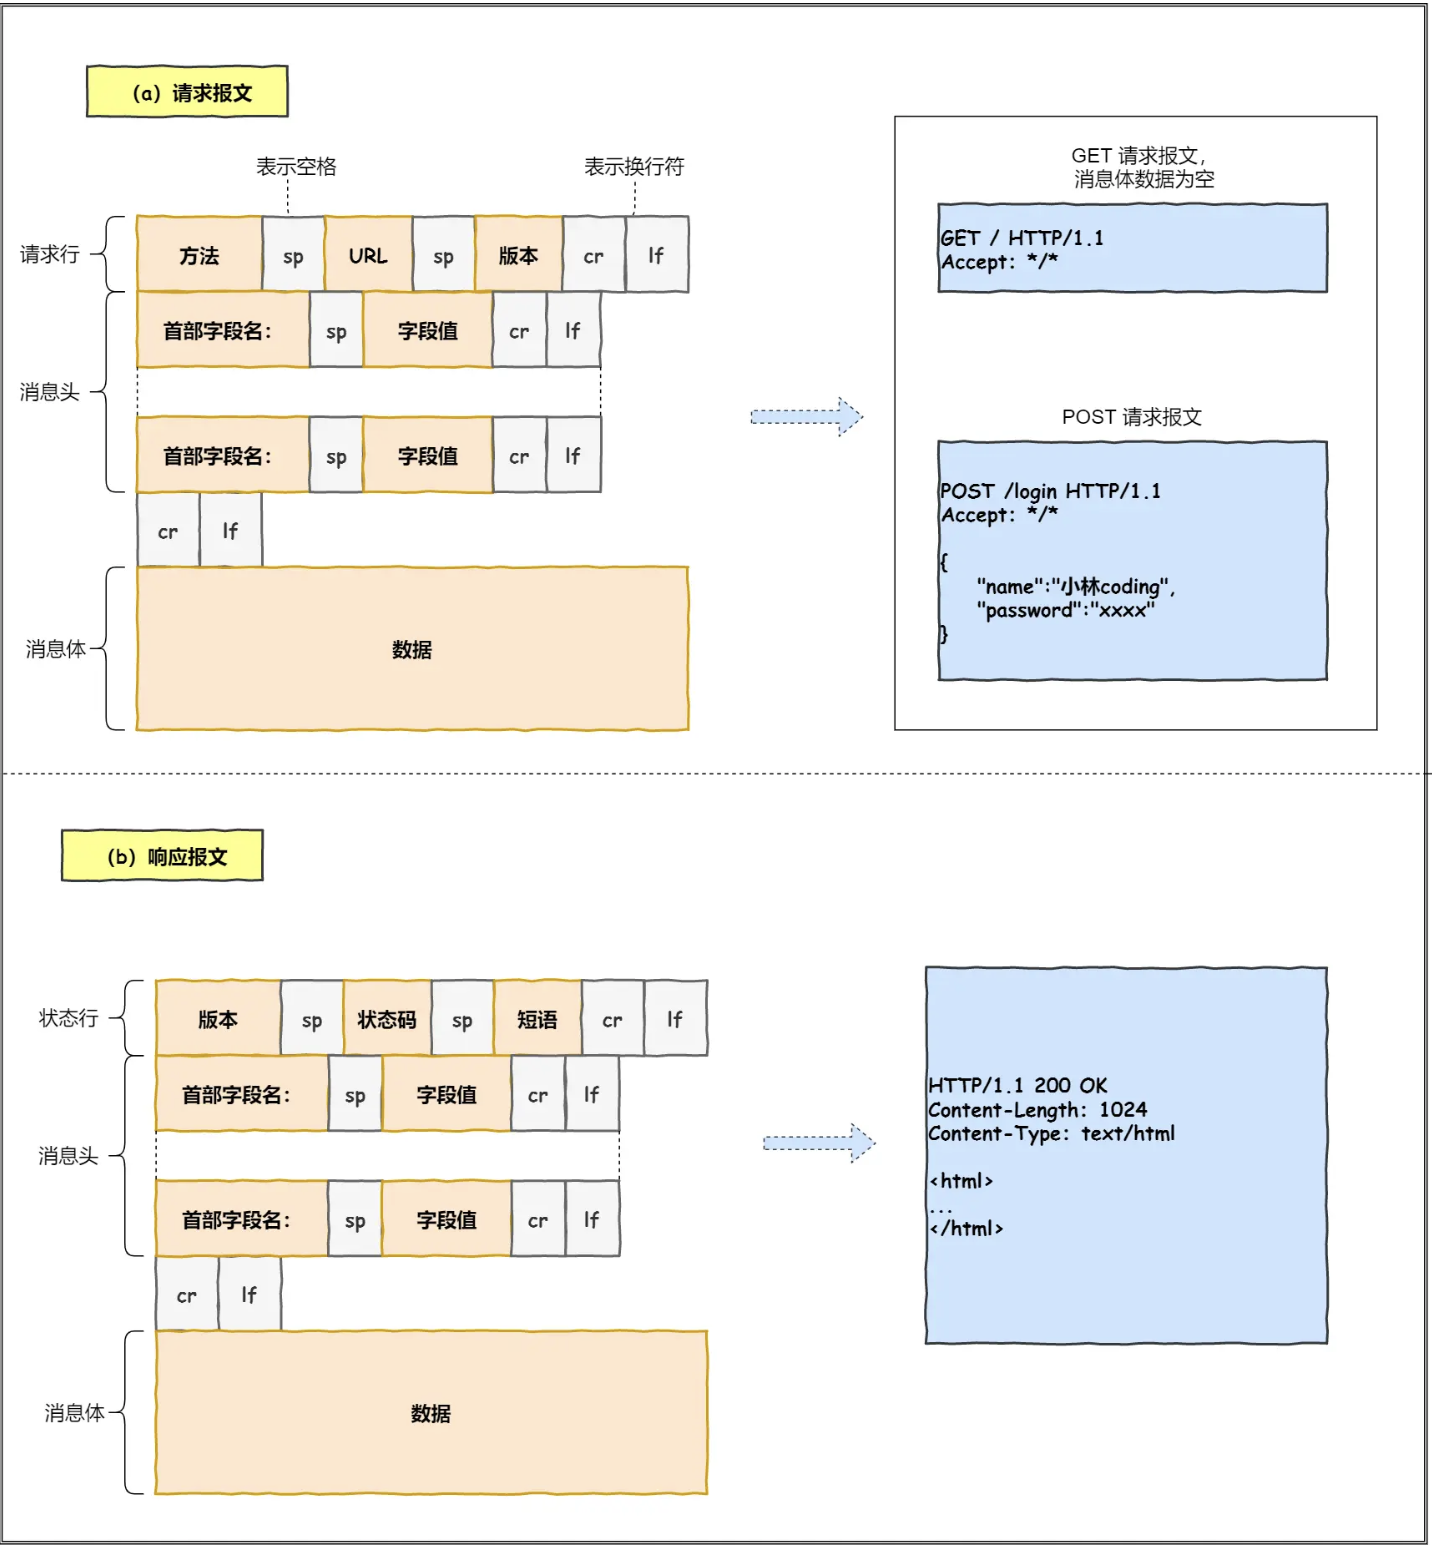 (a) 请求报文
表示空格
表示换行符
请求行
方法 sp URL sp 版本 cr lf
消息头
首部字段名: sp 字段值 cr lf
首部字段名: sp 字段值 cr lf
cr lf
消息体
数据
GET 请求报文,
消息体数据为空
GET / HTTP/1.1
Accept: */*
POST 请求报文
POST /login HTTP/1.1
Accept: */*
{
"name":"小林coding",
"password":"xxxx"
}
(b) 响应报文
状态行
版本 sp 状态码 sp 短语 cr lf
消息头
首部字段名: sp 字段值 cr lf
首部字段名: sp 字段值 cr lf
cr lf
消息体
数据
HTTP/1.1 200 OK
Content-Length: 1024
Content-Type: text/html
<html>
...
</html>